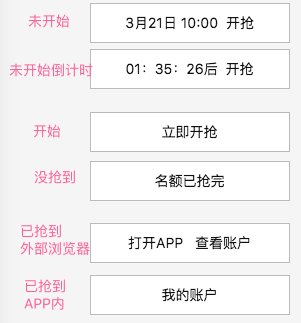 未开始
3月21日 10:00 开抢
未开始倒计时
01：35：26后 开抢
开始
立即开抢
没抢到
名额已抢完
已抢到
外部浏览器
打开APP 查看账户
已抢到
APP内
我的账户